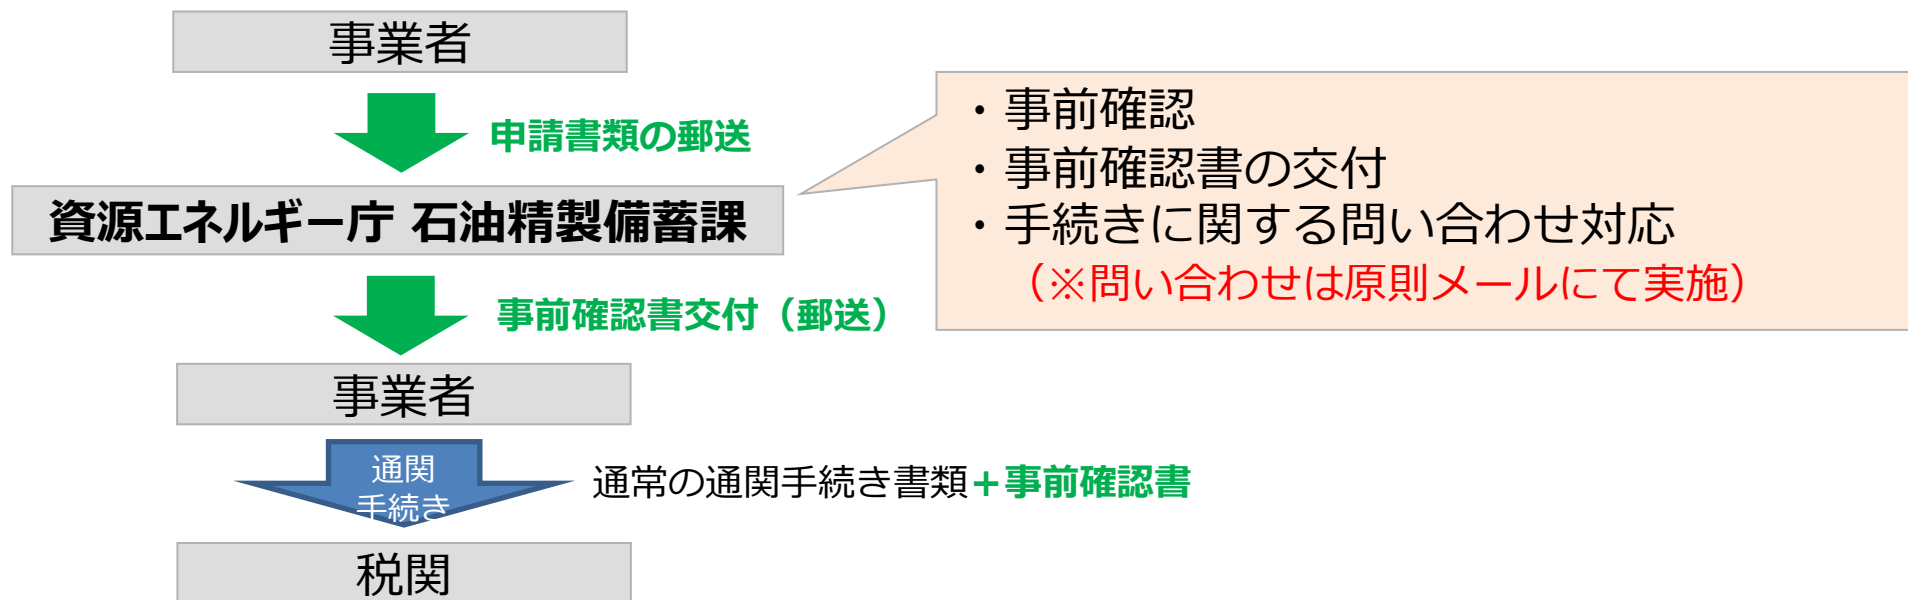 事業者
申請書類の郵送
・事前確認
・事前確認書の交付
・手続きに関する問い合わせ対応
（※問い合わせは原則メールにて実施）
資源エネルギー庁 石油精製備蓄課
事前確認書交付（郵送）
事業者
通関
手続き
通常の通関手続き書類＋事前確認書
税関